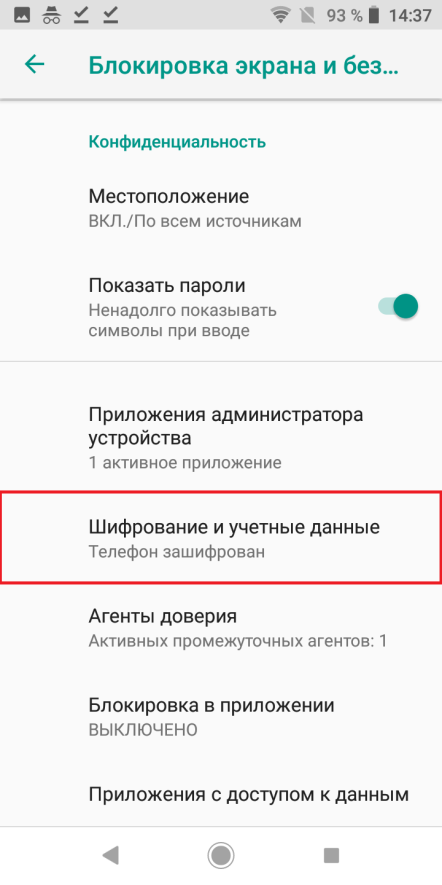 93 % 14:37
Блокировка экрана и без...
Конфиденциальность
Местоположение
ВКЛ./По всем источникам
Показать пароли
Ненадолго показывать
символы при вводе
Приложения администратора
устройства
1 активное приложение
Шифрование и учетные данные
Телефон зашифрован
Агенты доверия
Активных промежуточных агентов: 1
Блокировка в приложении
ВЫКЛЮЧЕНО
Приложения с доступом к данным